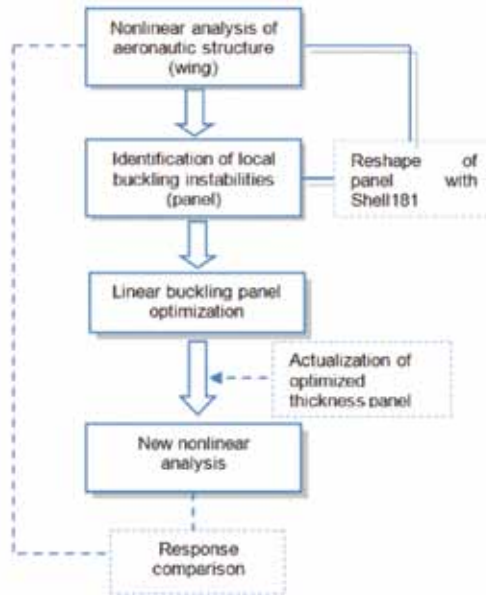 Nonlinear analysis of
aeronautic structure
(wing)
Identification of local
buckling instabilities
(panel)
Reshape of
panel with
Shell181
Linear buckling panel
optimization
Actualization of
optimized
thickness panel
New nonlinear
analysis
Response
comparison